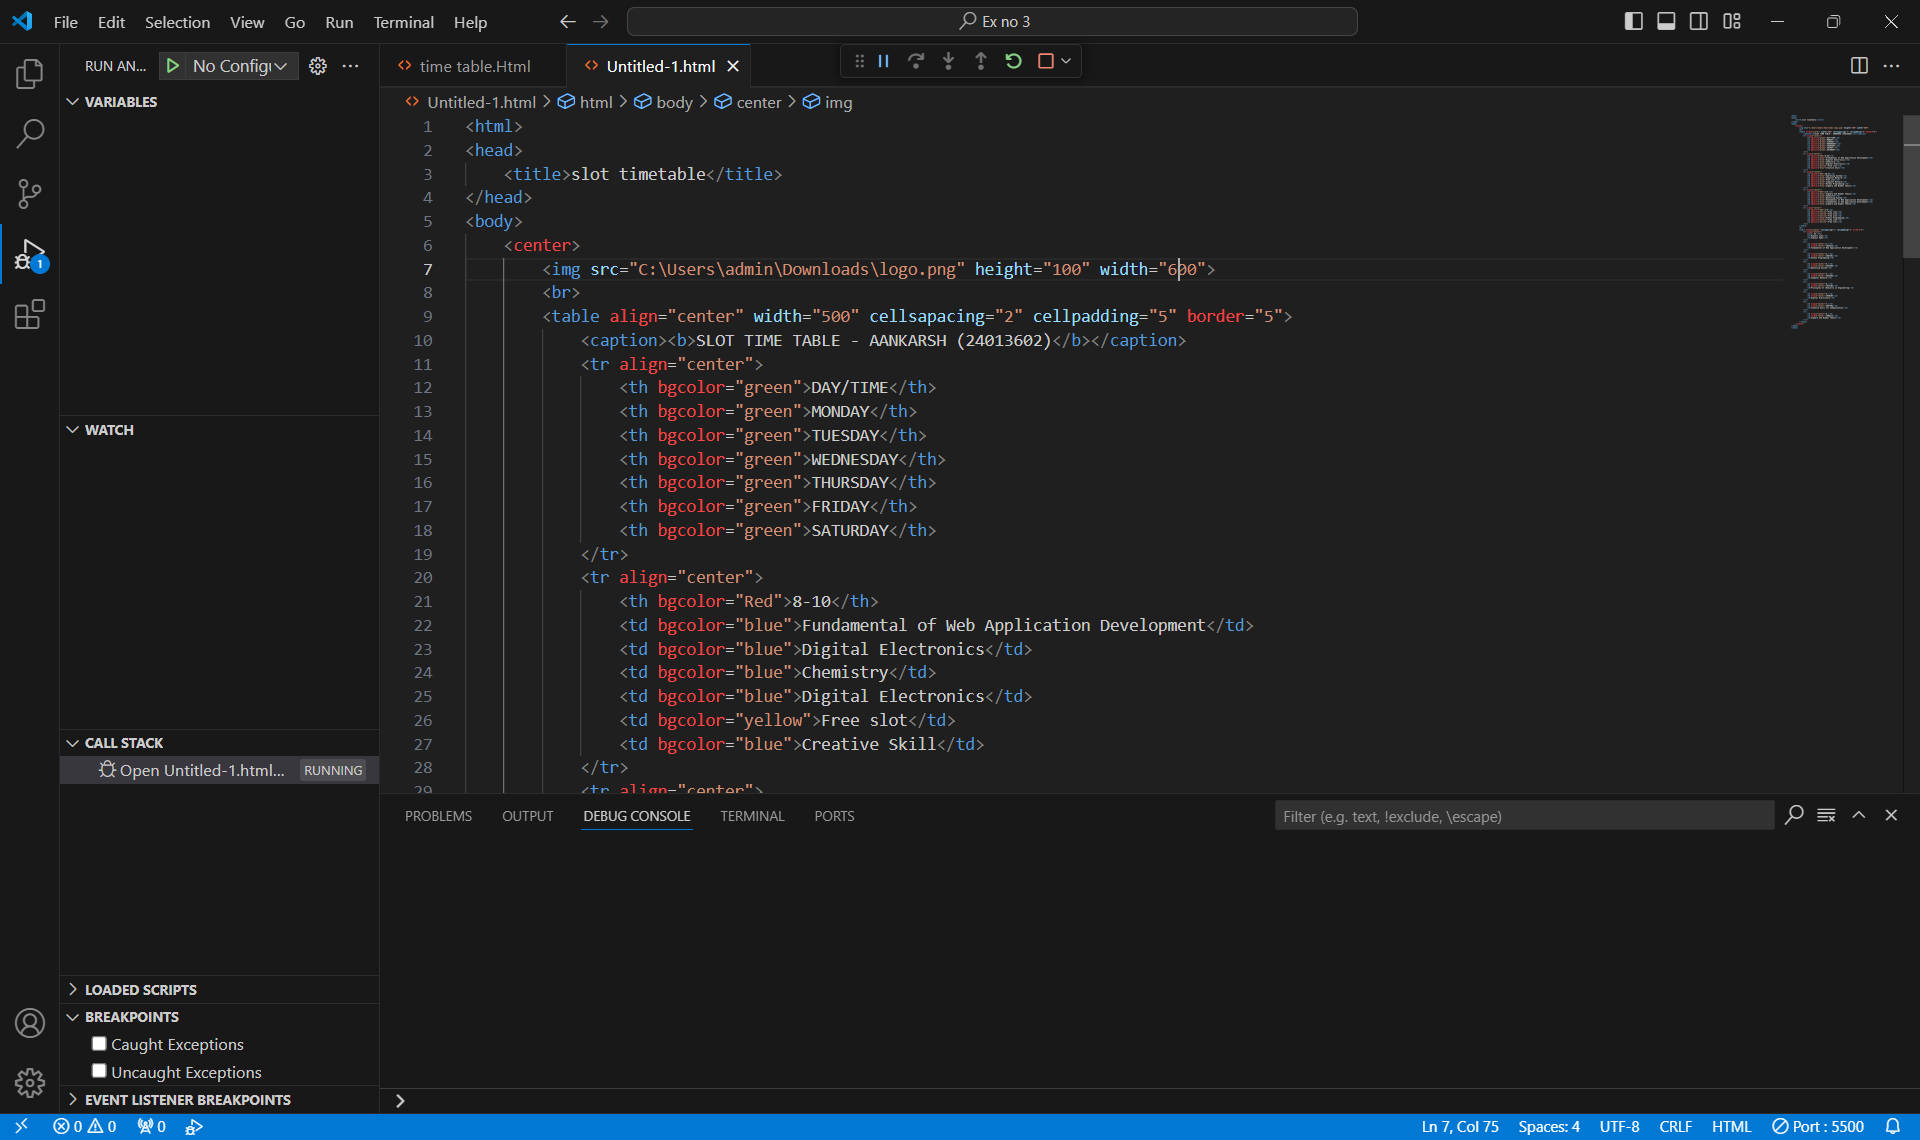 File Edit Selection View Go Run Terminal Help
Ex no 3
RUN AN... No Config
time table.Html
Untitled-1.html
VARIABLES
Untitled-1.html > html > body > center > img
1 <html>
2 <head>
3 <title>slot timetable</title>
4 </head>
5 <body>
6 <center>
7 <img src="C:\Users\admin\Downloads\logo.png" height="100" width="600">
8 <br>
9 <table align="center" width="500" cellsapacing="2" cellpadding="5" border="5">
10 <caption><b>SLOT TIME TABLE - AANKARSH (24013602)</b></caption>
11 <tr align="center">
12 <th bgcolor="green">DAY/TIME</th>
13 <th bgcolor="green">MONDAY</th>
14 <th bgcolor="green">TUESDAY</th>
15 <th bgcolor="green">WEDNESDAY</th>
16 <th bgcolor="green">THURSDAY</th>
17 <th bgcolor="green">FRIDAY</th>
18 <th bgcolor="green">SATURDAY</th>
19 </tr>
20 <tr align="center">
21 <th bgcolor="Red">8-10</th>
22 <td bgcolor="blue">Fundamental of Web Application Development</td>
23 <td bgcolor="blue">Digital Electronics</td>
24 <td bgcolor="blue">Chemistry</td>
25 <td bgcolor="blue">Digital Electronics</td>
26 <td bgcolor="yellow">Free slot</td>
27 <td bgcolor="blue">Creative Skill</td>
28 </tr>
29 <tr align="center">
WATCH
CALL STACK
Open Untitled-1.html... RUNNING
LOADED SCRIPTS
BREAKPOINTS
Caught Exceptions
Uncaught Exceptions
EVENT LISTENER BREAKPOINTS
PROBLEMS OUTPUT DEBUG CONSOLE TERMINAL PORTS
Filter (e.g. text, !exclude, \escape)
1
0 0 0
Ln 7, Col 75 Spaces: 4 UTF-8 CRLF HTML Port : 5500